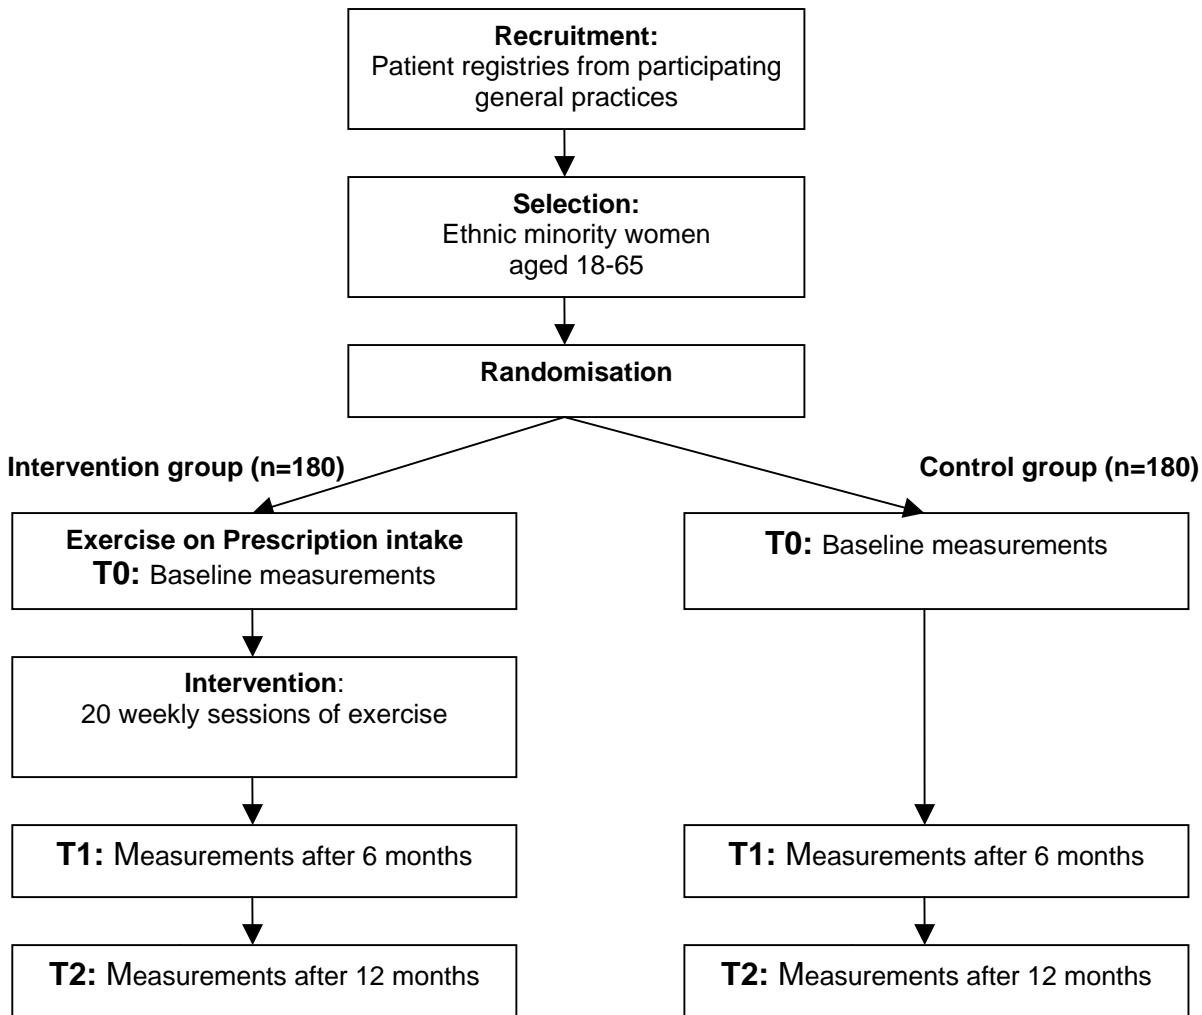 Recruitment:
Patient registries from participating
general practices
Selection:
Ethnic minority women
aged 18-65
Randomisation
Intervention group (n=180)
Control group (n=180)
Exercise on Prescription intake
T0: Baseline measurements
T0: Baseline measurements
Intervention:
20 weekly sessions of exercise
T1: Measurements after 6 months
T1: Measurements after 6 months
T2: Measurements after 12 months
T2: Measurements after 12 months